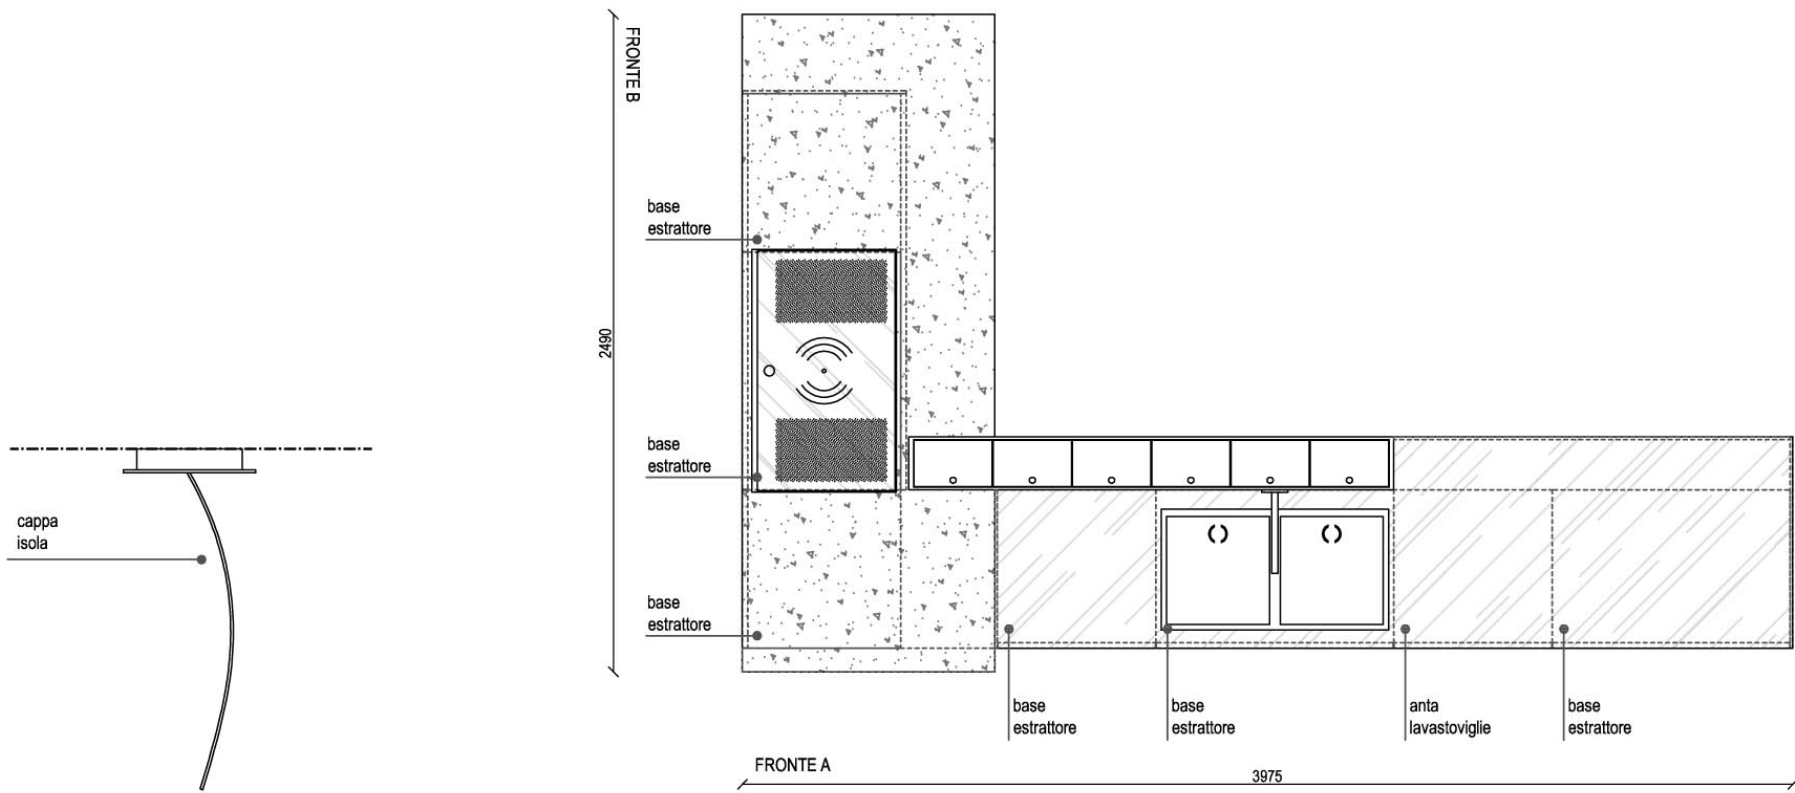 FRONTE B
base
estrattore
2490
base
estrattore
cappa
isola
base
estrattore
base
estrattore
base
estrattore
anta
lavastoviglie
base
estrattore
FRONTE A
3975